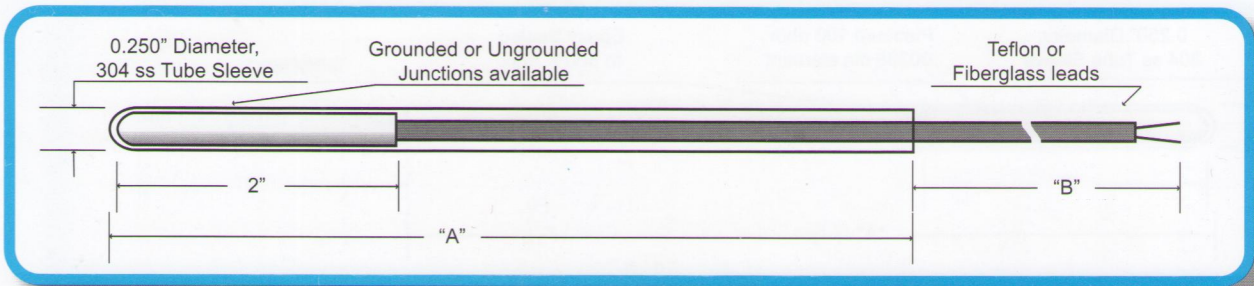 0.250" Diameter,
304 ss Tube Sleeve
Grounded or Ungrounded
Junctions available
Teflon or
Fiberglass leads
2"
"B"
"A"